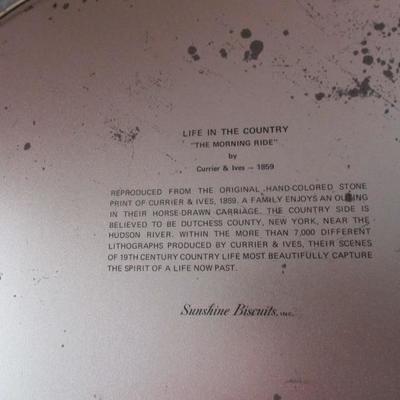 LIFE IN THE COUNTRY
"THE MORNING RIDE"
by
Currier & Ives — 1859
REPRODUCED FROM THE ORIGINAL HAND-COLORED STONE
PRINT OF CURRIER & IVES, 1859. A FAMILY ENJOYS AN OUTING
IN THEIR HORSE-DRAWN CARRIAGE. THE COUNTRY SIDE IS
BELIEVED TO BE DUTCHESS COUNTY, NEW YORK, NEAR THE
HUDSON RIVER. WITHIN THE MORE THAN 7,000 DIFFERENT
LITHOGRAPHS PRODUCED BY CURRIER & IVES, THEIR SCENES
OF 19TH CENTURY COUNTRY LIFE MOST BEAUTIFULLY CAPTURE
THE SPIRIT OF A LIFE NOW PAST.
Sunshine Biscuits, INC.